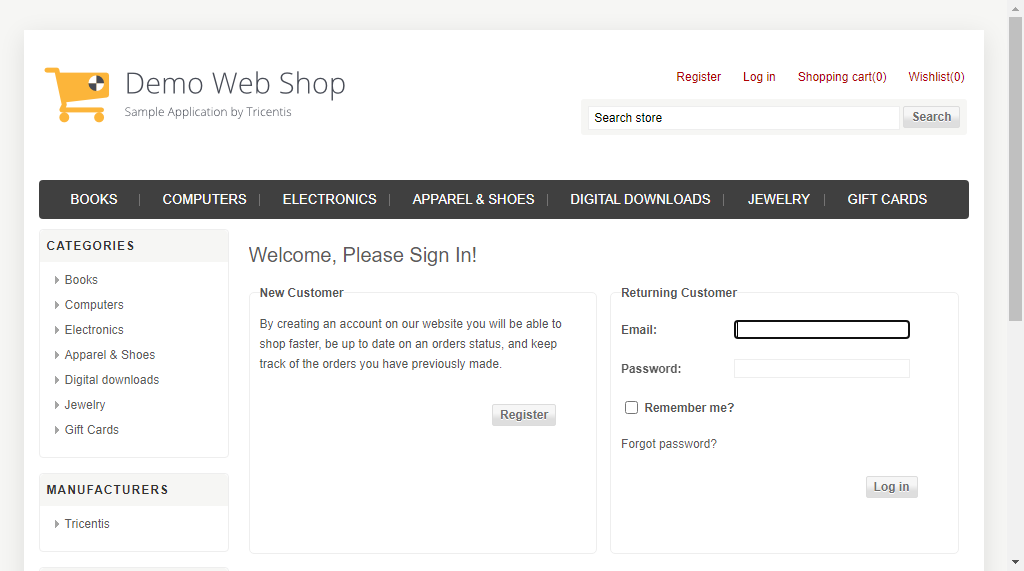 Demo Web Shop
Sample Application by Tricentis
Register Log in Shopping cart(0) Wishlist(0)
Search store Search
BOOKS COMPUTERS ELECTRONICS APPAREL & SHOES DIGITAL DOWNLOADS JEWELRY GIFT CARDS
CATEGORIES
Books
Computers
Electronics
Apparel & Shoes
Digital downloads
Jewelry
Gift Cards
MANUFACTURERS
Tricentis
Welcome, Please Sign In!
New Customer
By creating an account on our website you will be able to
shop faster, be up to date on an orders status, and keep
track of the orders you have previously made.
Register
Returning Customer
Email:
Password:
Remember me?
Forgot password?
Log in